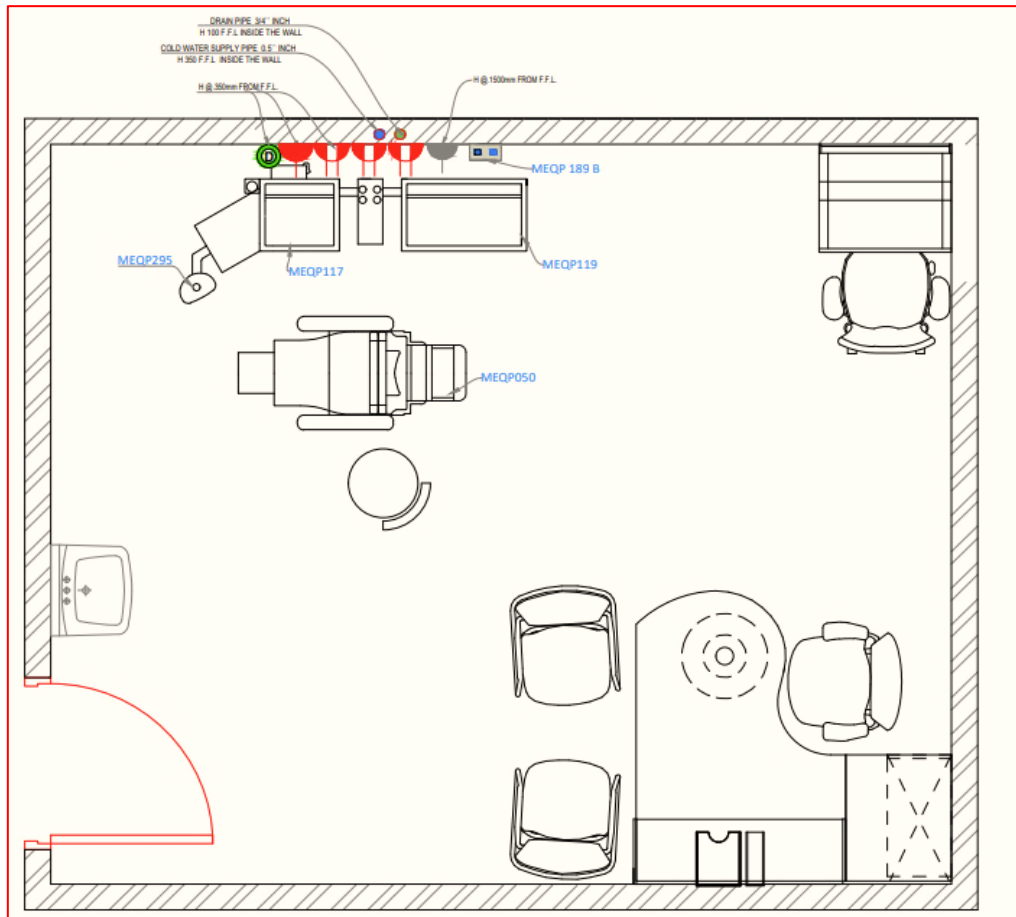 DRAIN PIPE 3/4'' INCH
H 100 F.F.L INSIDE THE WALL
COLD WATER SUPPLY PIPE 0.5'' INCH
H 350 F.F.L INSIDE THE WALL
H @ 350mm FROM F.F.L.
H @ 1500mm FROM F.F.L.
MEQP 189 B
MEQP295
MEQP117
MEQP119
MEQP050